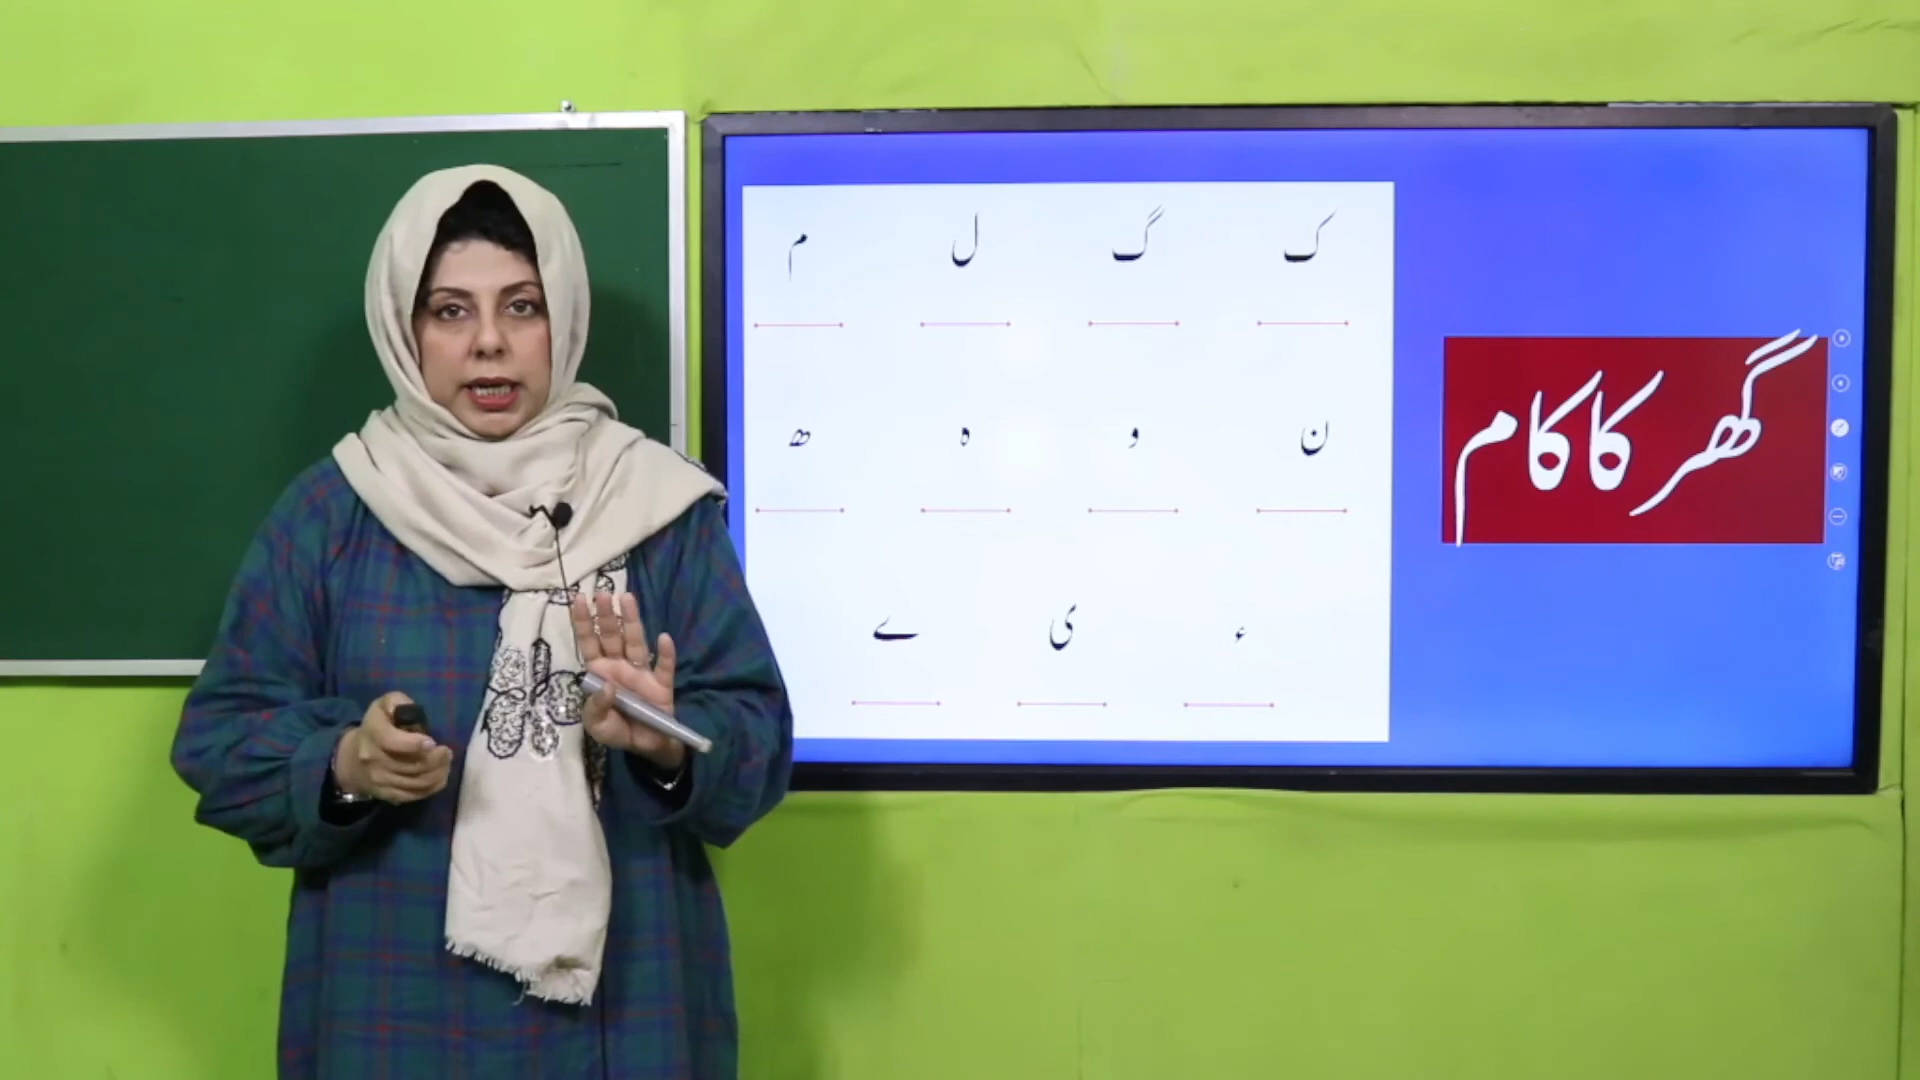 ک گ ل م
ن و ہ ھ
ء ی ے
گھر کا کام